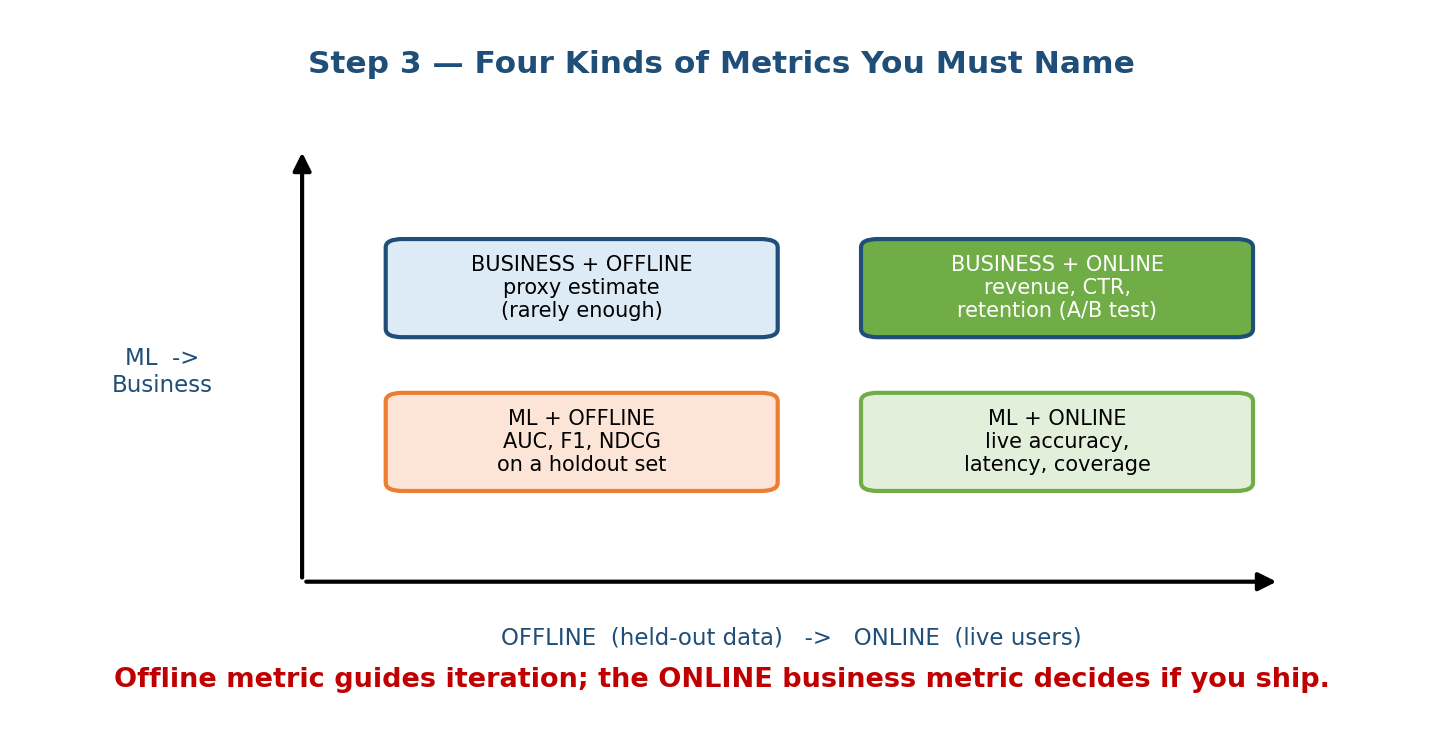 Step 3 — Four Kinds of Metrics You Must Name
BUSINESS + OFFLINE
proxy estimate
(rarely enough)
BUSINESS + ONLINE
revenue, CTR,
retention (A/B test)
ML  ->
Business
ML + OFFLINE
AUC, F1, NDCG
on a holdout set
ML + ONLINE
live accuracy,
latency, coverage
OFFLINE  (held-out data)   ->   ONLINE  (live users)
Offline metric guides iteration; the ONLINE business metric decides if you ship.